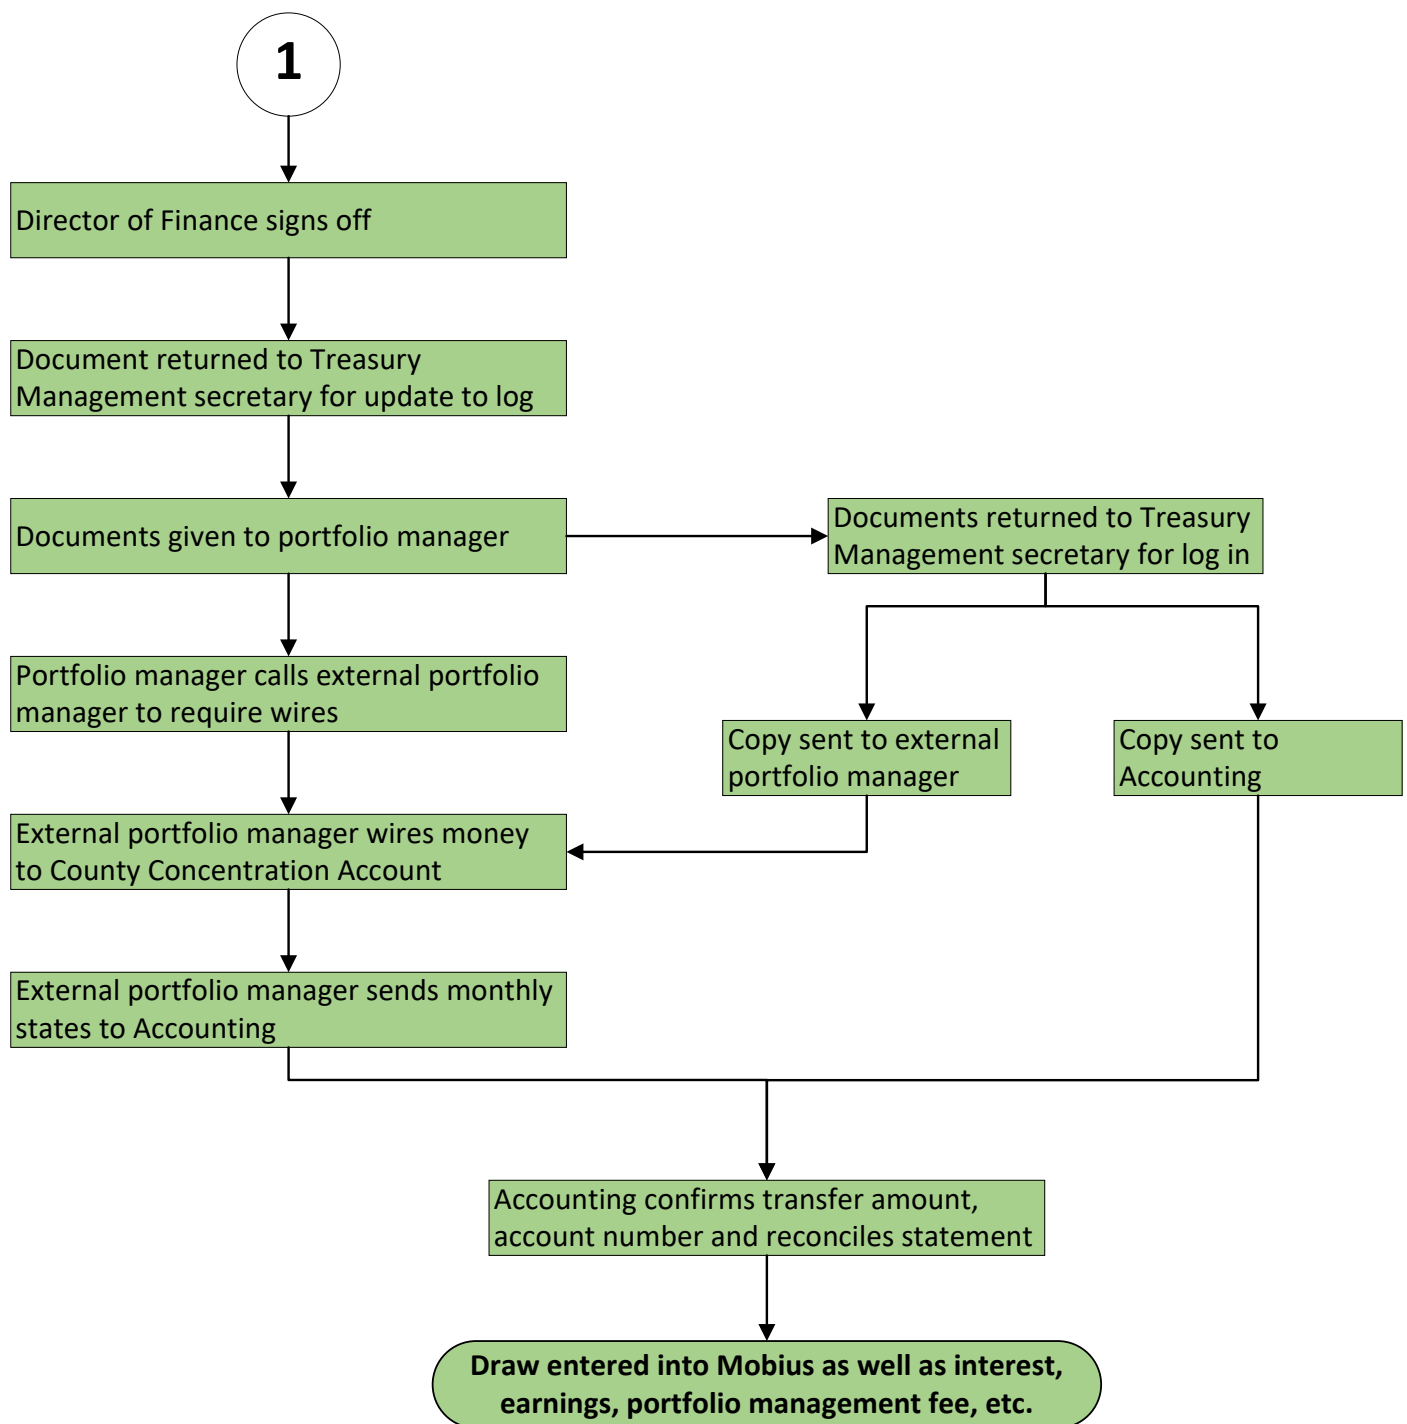 1
Director of Finance signs off
Document returned to Treasury
Management secretary for update to log
Documents given to portfolio manager
Documents returned to Treasury
Management secretary for log in
Portfolio manager calls external portfolio
manager to require wires
Copy sent to external
portfolio manager
Copy sent to
Accounting
External portfolio manager wires money
to County Concentration Account
External portfolio manager sends monthly
states to Accounting
Accounting confirms transfer amount,
account number and reconciles statement
Draw entered into Mobius as well as interest,
earnings, portfolio management fee, etc.